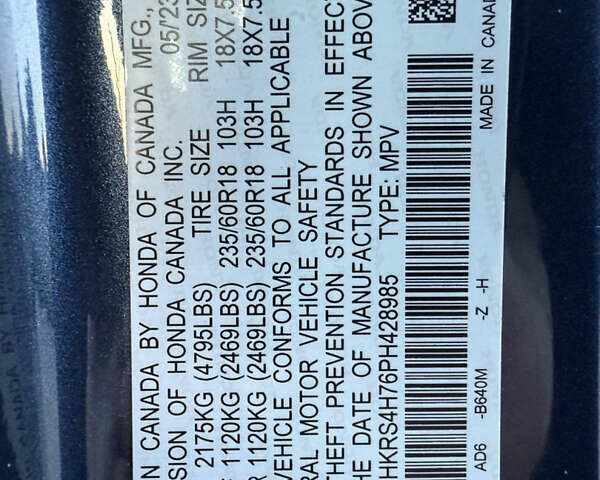 N CANADA BY HONDA OF CANADA MFG.,
SION OF HONDA CANADA INC. 05/23
2175KG (4795LBS) TIRE SIZE RIM SIZ
1120KG (2469LBS) 235/60R18 103H 18X7.5
R 1120KG (2469LBS) 235/60R18 103H 18X7.5
VEHICLE CONFORMS TO ALL APPLICABLE
RAL MOTOR VEHICLE SAFETY
THEFT PREVENTION STANDARDS IN EFFECT
HE DATE OF MANUFACTURE SHOWN ABOVE
HKRS4H76PH428985 TYPE: MPV
AD6 -B640M -Z -H MADE IN CANAD